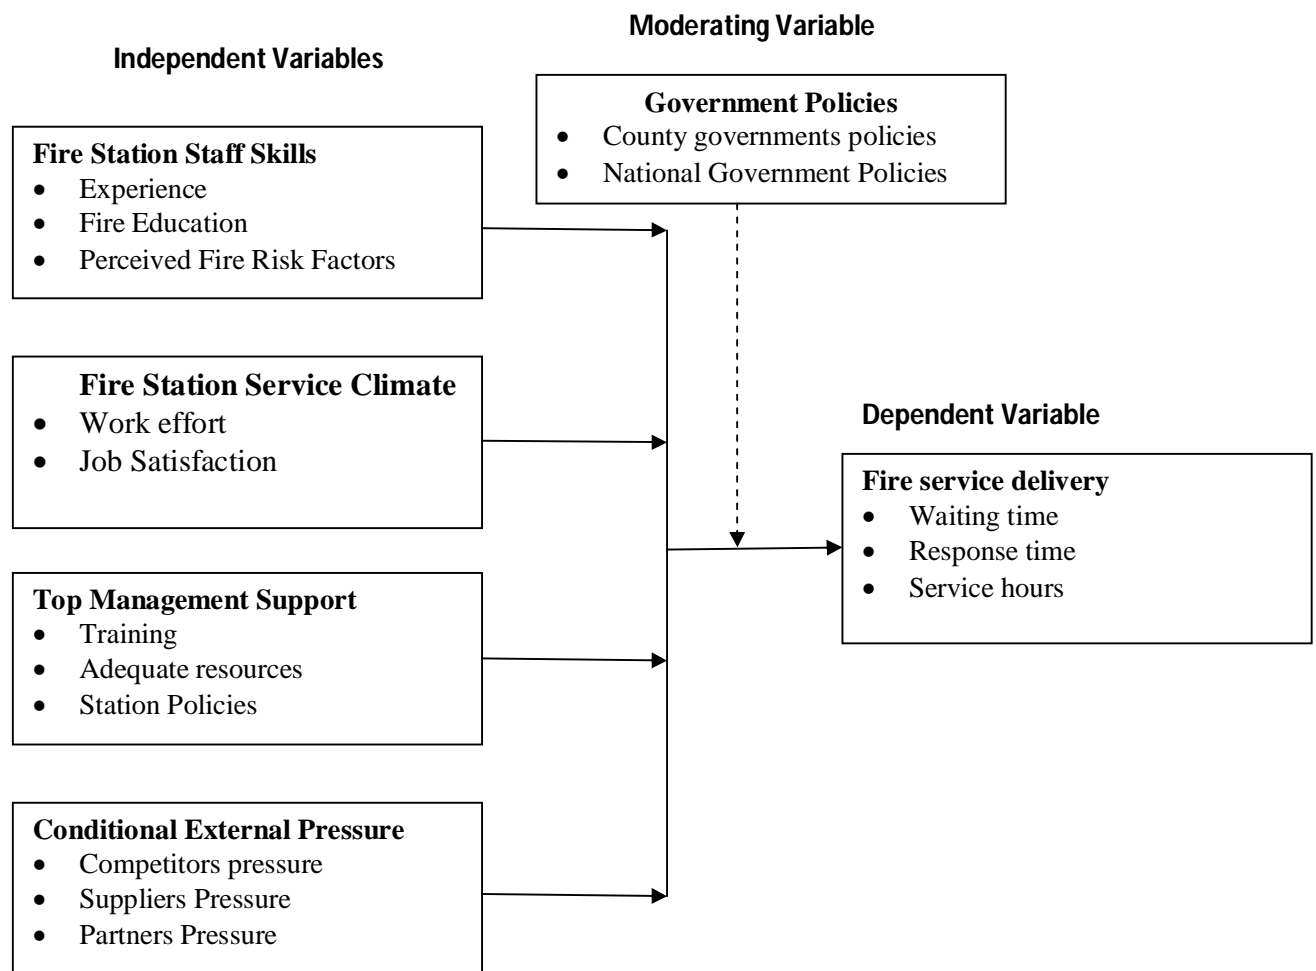 Moderating Variable
Independent Variables
Government Policies
• County governments policies
• National Government Policies
Fire Station Staff Skills
• Experience
• Fire Education
• Perceived Fire Risk Factors
Fire Station Service Climate
• Work effort
• Job Satisfaction
Dependent Variable
Fire service delivery
• Waiting time
• Response time
• Service hours
Top Management Support
• Training
• Adequate resources
• Station Policies
Conditional External Pressure
• Competitors pressure
• Suppliers Pressure
• Partners Pressure